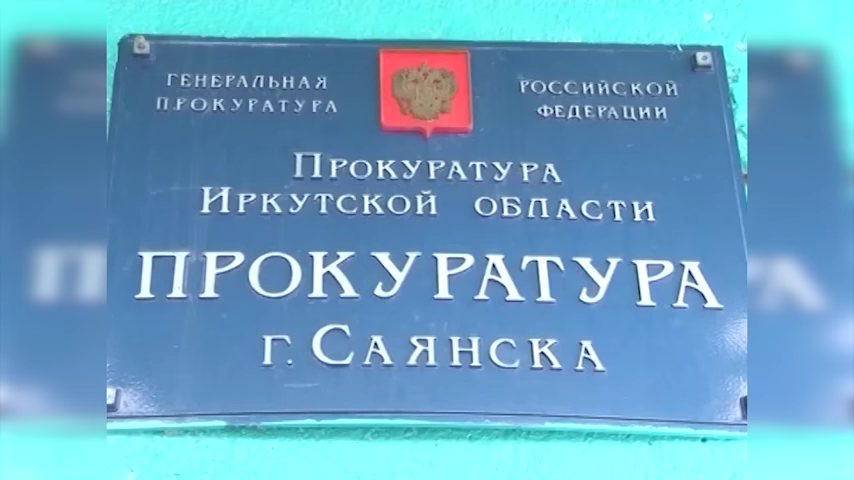 ГЕНЕРАЛЬНАЯ
ПРОКУРАТУРА
РОССИЙСКОЙ
ФЕДЕРАЦИИ
ПРОКУРАТУРА
ИРКУТСКОЙ ОБЛАСТИ
ПРОКУРАТУРА
г. САЯНСКА